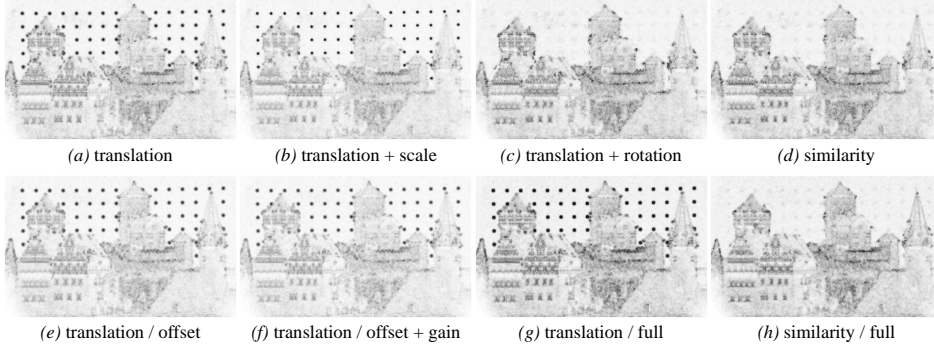 (a) translation
(b) translation + scale
(c) translation + rotation
(d) similarity
(e) translation / offset
(f) translation / offset + gain
(g) translation / full
(h) similarity / full